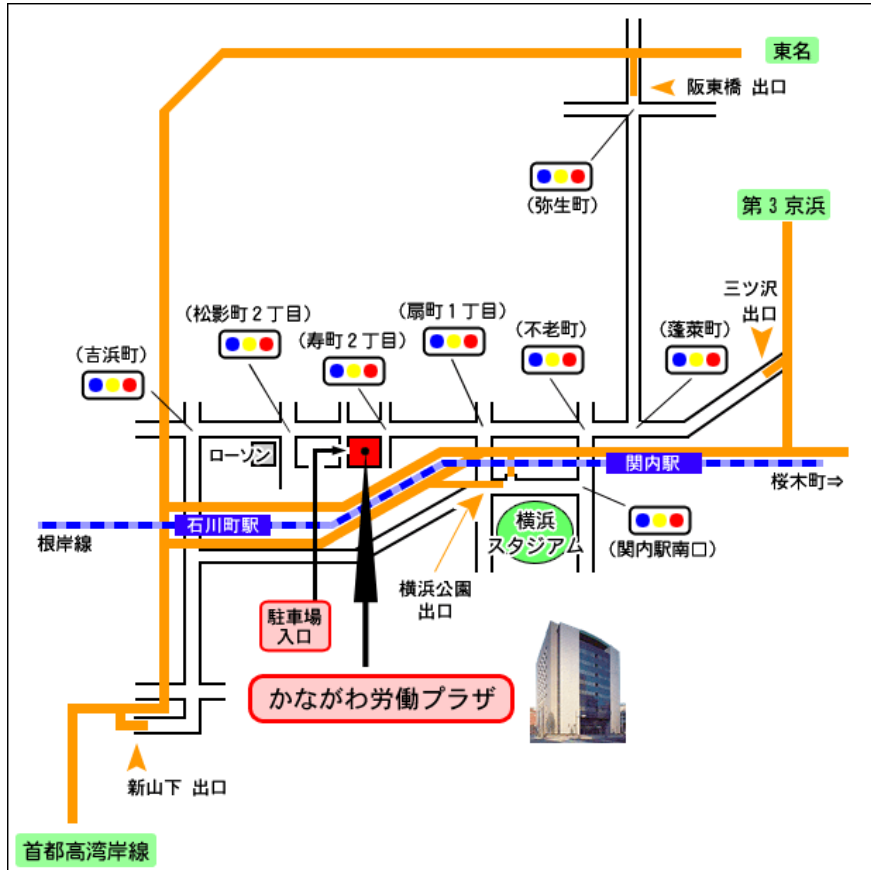 東名
阪東橋 出口
(弥生町)
第3京浜
三ツ沢
出口
(松影町2丁目)
(扇町1丁目)
(寿町2丁目)
(不老町)
(蓬莱町)
(吉浜町)
ローソン
関内駅
桜木町⇒
石川町駅
根岸線
横浜
スタジアム
(関内駅南口)
横浜公園
出口
駐車場
入口
かながわ労働プラザ
新山下 出口
首都高湾岸線